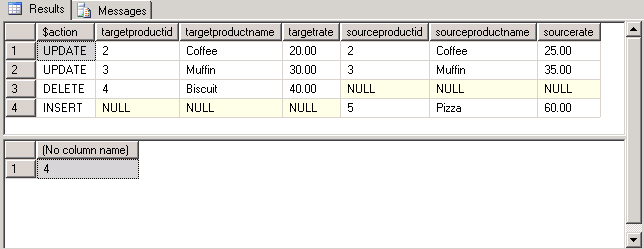 Results Messages
$action targetproductid targetproductname targetrate sourceproductid sourceproductname sourcerate
1 UPDATE 2 Coffee 20.00 2 Coffee 25.00
2 UPDATE 3 Muffin 30.00 3 Muffin 35.00
3 DELETE 4 Biscuit 40.00 NULL NULL NULL
4 INSERT NULL NULL NULL 5 Pizza 60.00
(No column name)
1 4